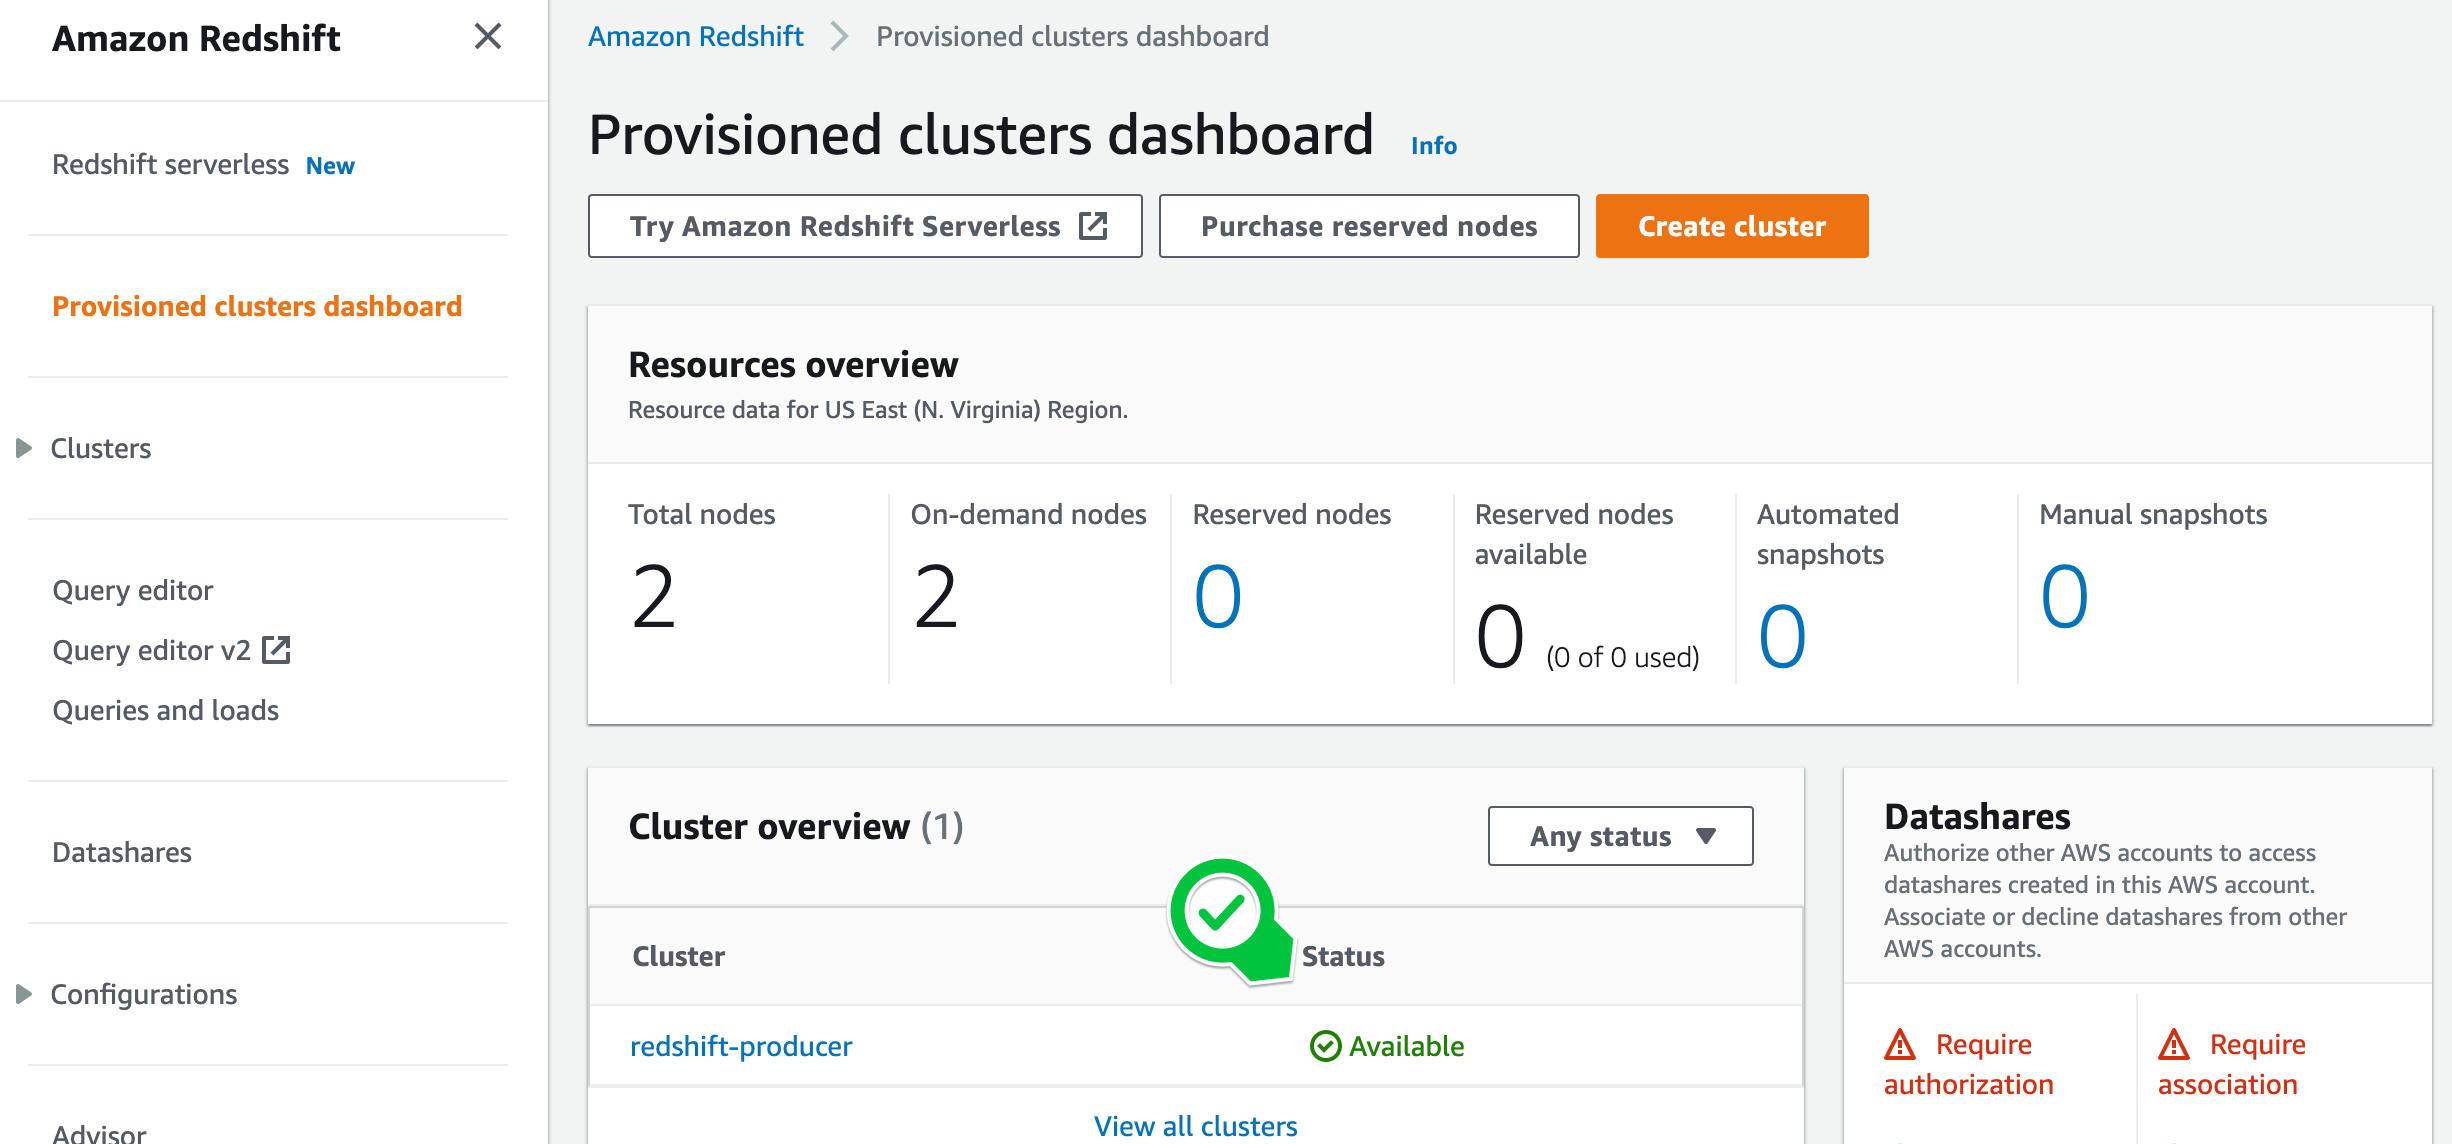 Amazon Redshift
Redshift serverless New
Provisioned clusters dashboard
Clusters
Query editor
Query editor v2
Queries and loads
Datashares
Configurations
Advisor
Amazon Redshift Provisioned clusters dashboard
Provisioned clusters dashboard Info
Try Amazon Redshift Serverless
Purchase reserved nodes
Create cluster
Resources overview
Resource data for US East (N. Virginia) Region.
Total nodes
2
On-demand nodes
2
Reserved nodes
0
Reserved nodes
available
0 (0 of 0 used)
Automated
snapshots
0
Manual snapshots
0
Cluster overview (1)
Any status
Cluster Status
redshift-producer Available
View all clusters
Datashares
Authorize other AWS accounts to access
datashares created in this AWS account.
Associate or decline datashares from other
AWS accounts.
Require
authorization
Require
association